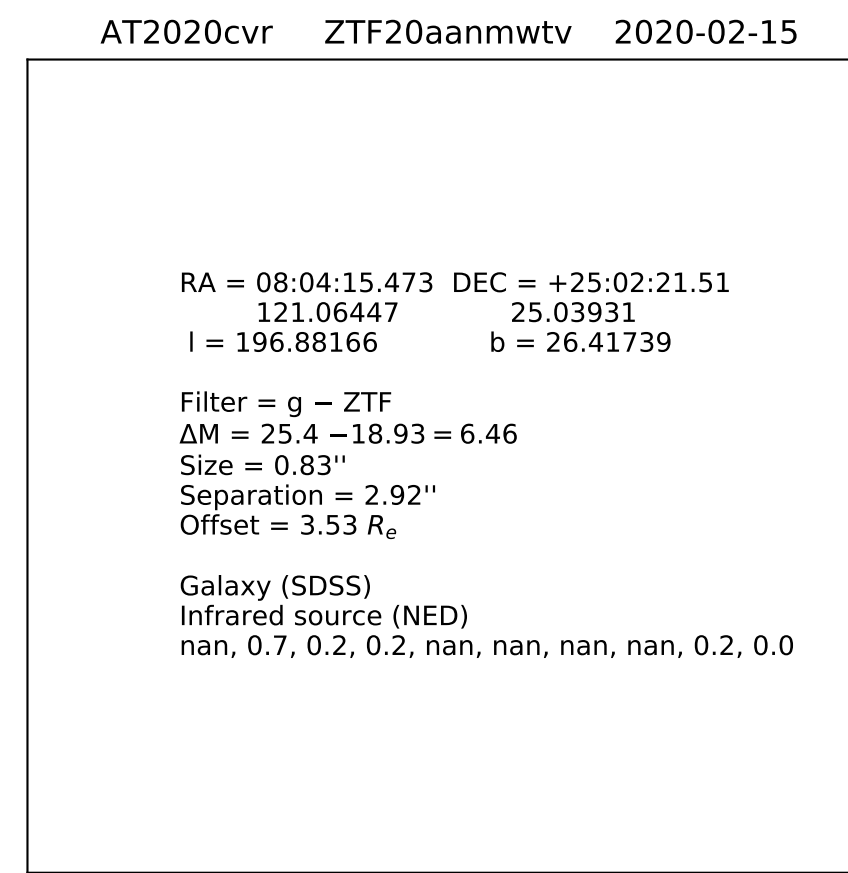 AT2020cvr ZTF20aanmwtv 2020-02-15
RA = 08:04:15.473 DEC = +25:02:21.51
121.06447 25.03931
l = 196.88166 b = 26.41739
Filter = g − ZTF
ΔM = 25.4 −18.93 = 6.46
Size = 0.83''
Separation = 2.92''
Offset = 3.53 Re
Galaxy (SDSS)
Infrared source (NED)
nan, 0.7, 0.2, 0.2, nan, nan, nan, nan, 0.2, 0.0